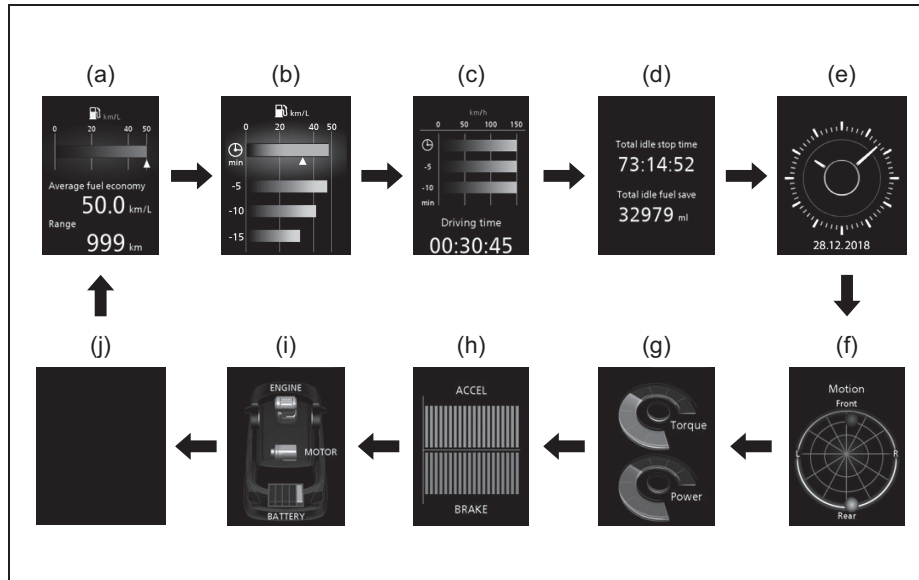 (a)
km/L
0 20 40 50
Average fuel economy
50.0 km/L
Range
999 km
(b)
km/L
0 20 40 50
min
-5
-10
-15
(c)
km/h
0 50 100 150
-5
-10
min
Driving time
00:30:45
(d)
Total idle stop time
73:14:52
Total idle fuel save
32979 ml
(e)
28.12.2018
(f)
Motion
Front
L R
Rear
(g)
Torque
Power
(h)
ACCEL
BRAKE
(i)
ENGINE
MOTOR
BATTERY
(j)